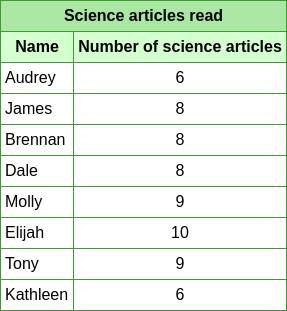 Science articles read
Name Number of science articles
Audrey 6
James 8
Brennan 8
Dale 8
Molly 9
Elijah 10
Tony 9
Kathleen 6